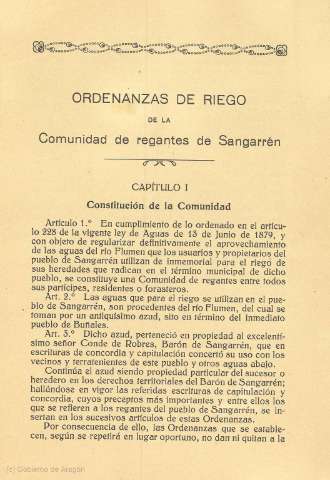 ORDENANZAS DE RIEGO
DE LA
Comunidad de regantes de Sangarrén
CAPÍTULO I
Constitución de la Comunidad
Artículo 1.° En cumplimiento de lo ordenado en el artícu-
lo 228 de la vigente ley de Aguas de 13 de Junio de 1879, y
con objeto de regularizar definitivamente el aprovechamiento
de las aguas del río Flumen que los usuarios y propietarios del
pueblo de Sangarrén utilizan de inmemorial para el riego de
sus heredades que radican en el término municipal de dicho
pueblo, se constituye una Comunidad de regantes entre todos
sus partícipes, residentes o forasteros.
Art. 2.° Las aguas que para el riego se utilizan en el pue-
blo de Sangarrén, son procedentes del río Flumen, del cual se
toman por un antiquísimo azud, sito en término del inmediato
pueblo de Buñales.
Art. 3.° Dicho azud, perteneció en propiedad al excelentí-
simo señor Conde de Robres, Barón de Sangarrén, que en
escrituras de concordia y capitulación concertó su uso con los
vecinos y terratenientes de este pueblo y otros aguas abajo.
Continúa el azud siendo propiedad particular del sucesor o
heredero en los derechos territoriales del Barón de Sangarrén;
hallándose en vigor las referidas escrituras de capitulación y
concordia, cuyos preceptos más importantes y entre ellos los
que se refieren a los regantes del pueblo de Sangarrén, se in-
sertan en los sucesivos artículos de estas Ordenanzas.
Por consecuencia de ello, las Ordenanzas que se estable-
cen, según se repetirá en lugar oportuno, no dan ni quitan a la
(c) Gobierno de Aragón